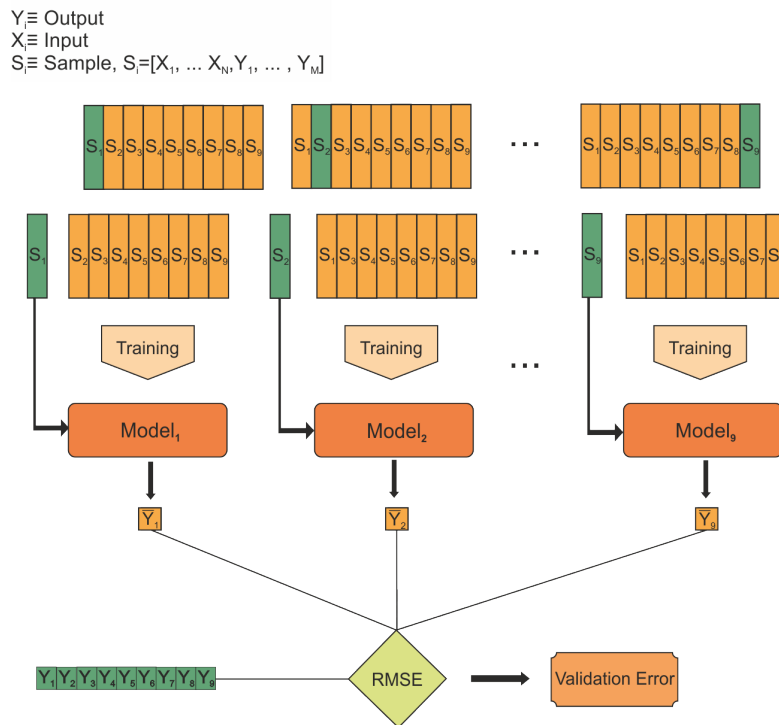 Yi≡ Output
Xi≡ Input
Si≡ Sample, Si=[X1, ... XN,Y1, ... , YM]
S1 S2 S3 S4 S5 S6 S7 S8 S9 S1 S2 S3 S4 S5 S6 S7 S8 S9 ... S1 S2 S3 S4 S5 S6 S7 S8 S9
S1 S2 S3 S4 S5 S6 S7 S8 S9 S2 S1 S3 S4 S5 S6 S7 S8 S9 ... S9 S1 S2 S3 S4 S5 S6 S7 S
Training Training ... Training
Model1 Model2 Model9
Y̅1 Y̅2 Y̅9
Y1 Y2 Y3 Y4 Y5 Y6 Y7 Y8 Y9 RMSE Validation Error